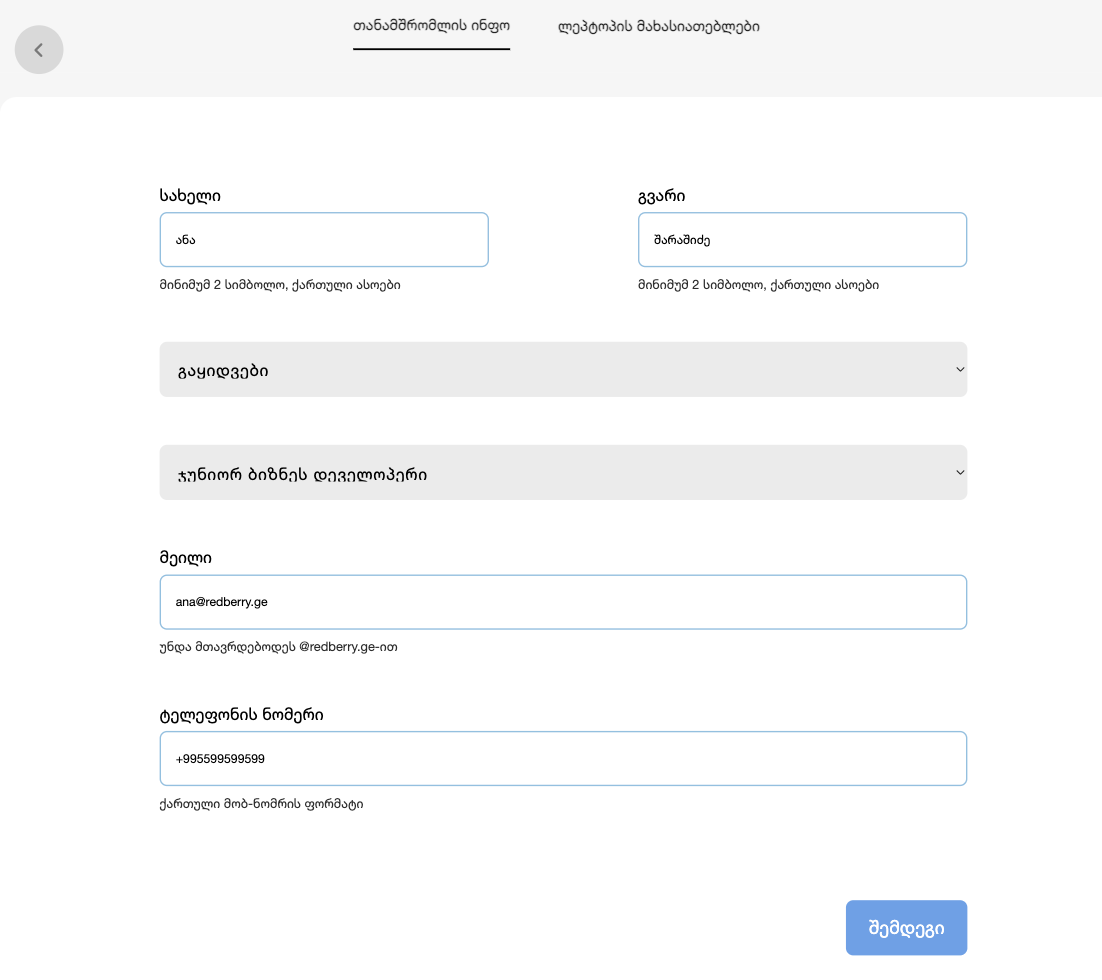 თანამშრომლის ინფო
ლეპტოპის მახასიათებლები
სახელი
გვარი
ანა
შარაშიძე
მინიმუმ 2 სიმბოლო, ქართული ასოები
მინიმუმ 2 სიმბოლო, ქართული ასოები
გაყიდვები
ჯუნიორ ბიზნეს დეველოპერი
მეილი
ana@redberry.ge
უნდა მთავრდებოდეს @redberry.ge-ით
ტელეფონის ნომერი
+995599599599
ქართული მობ-ნომრის ფორმატი
შემდეგი